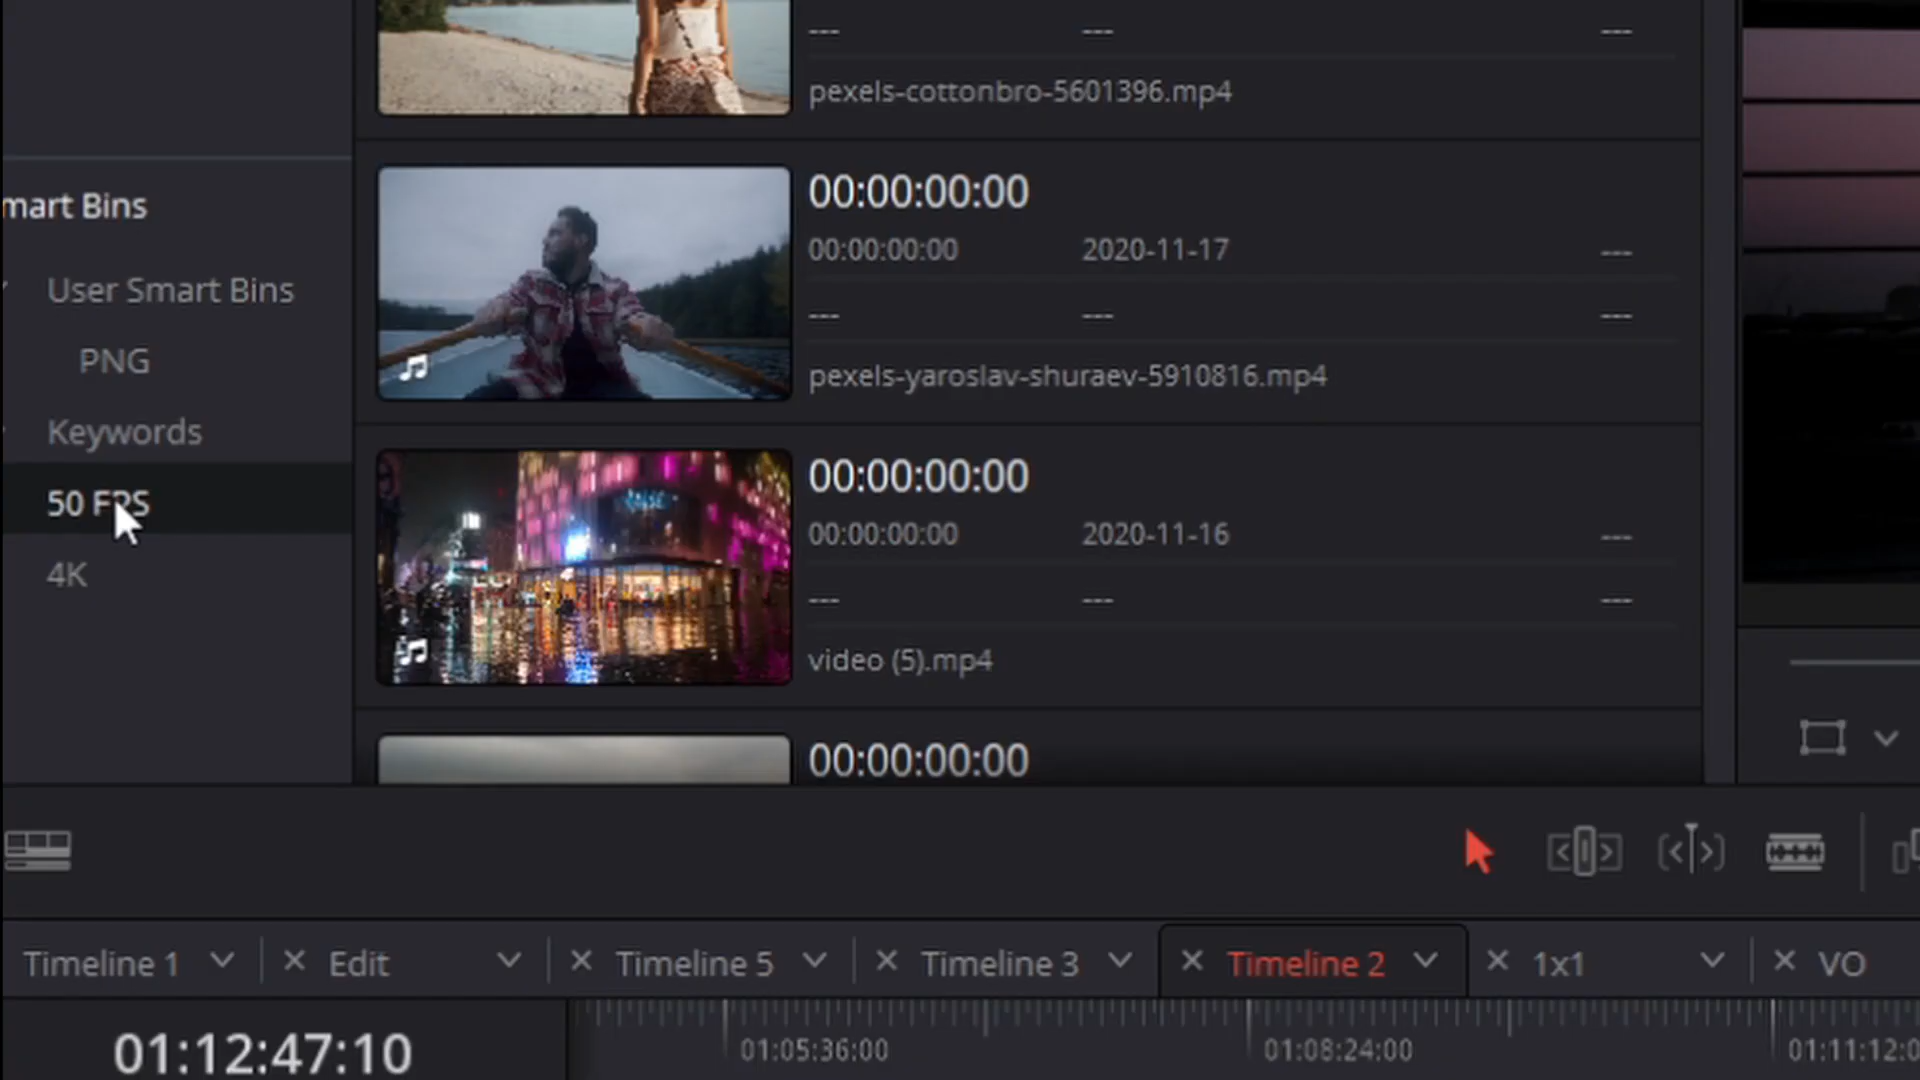 --- --- ---
pexels-cottonbro-5601396.mp4
mart Bins
00:00:00:00
00:00:00:00 2020-11-17 ---
User Smart Bins
--- --- ---
PNG
pexels-yaroslav-shuraev-5910816.mp4
Keywords
00:00:00:00
50 FPS
00:00:00:00 2020-11-16 ---
4K
--- --- ---
video (5).mp4
00:00:00:00
Timeline 1 Edit Timeline 5 Timeline 3 Timeline 2 1x1 VO
01:12:47:10
01:05:36:00 01:08:24:00 01:11:12:0